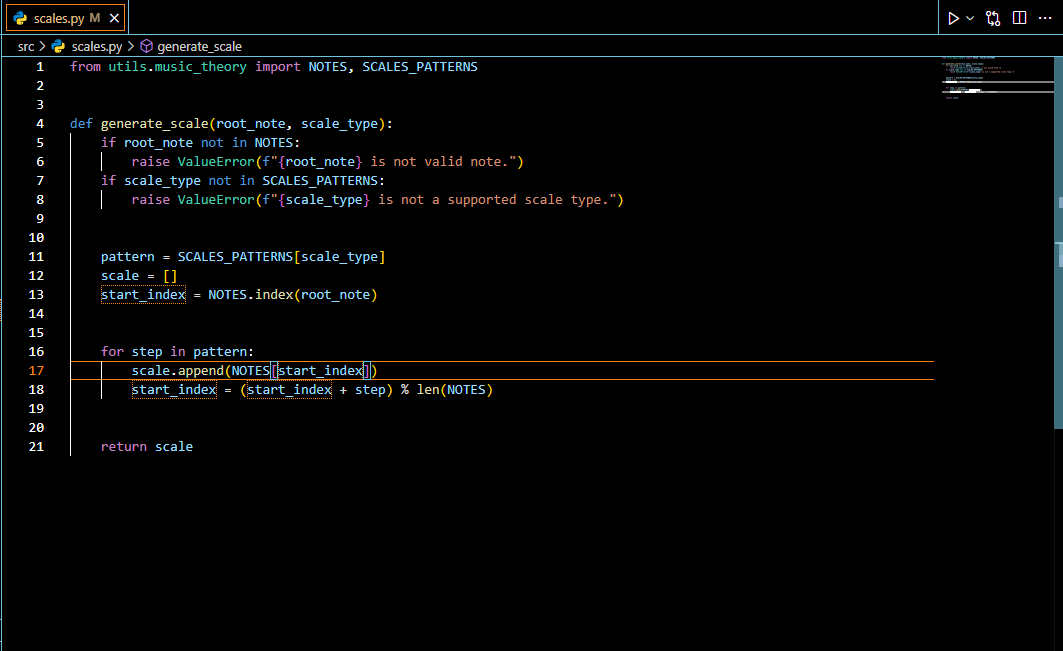 scales.py M
src > scales.py > generate_scale
1 from utils.music_theory import NOTES, SCALES_PATTERNS
2
3
4 def generate_scale(root_note, scale_type):
5     if root_note not in NOTES:
6         raise ValueError(f"{root_note} is not valid note.")
7     if scale_type not in SCALES_PATTERNS:
8         raise ValueError(f"{scale_type} is not a supported scale type.")
9
10
11     pattern = SCALES_PATTERNS[scale_type]
12     scale = []
13     start_index = NOTES.index(root_note)
14
15
16     for step in pattern:
17         scale.append(NOTES[start_index])
18         start_index = (start_index + step) % len(NOTES)
19
20
21     return scale